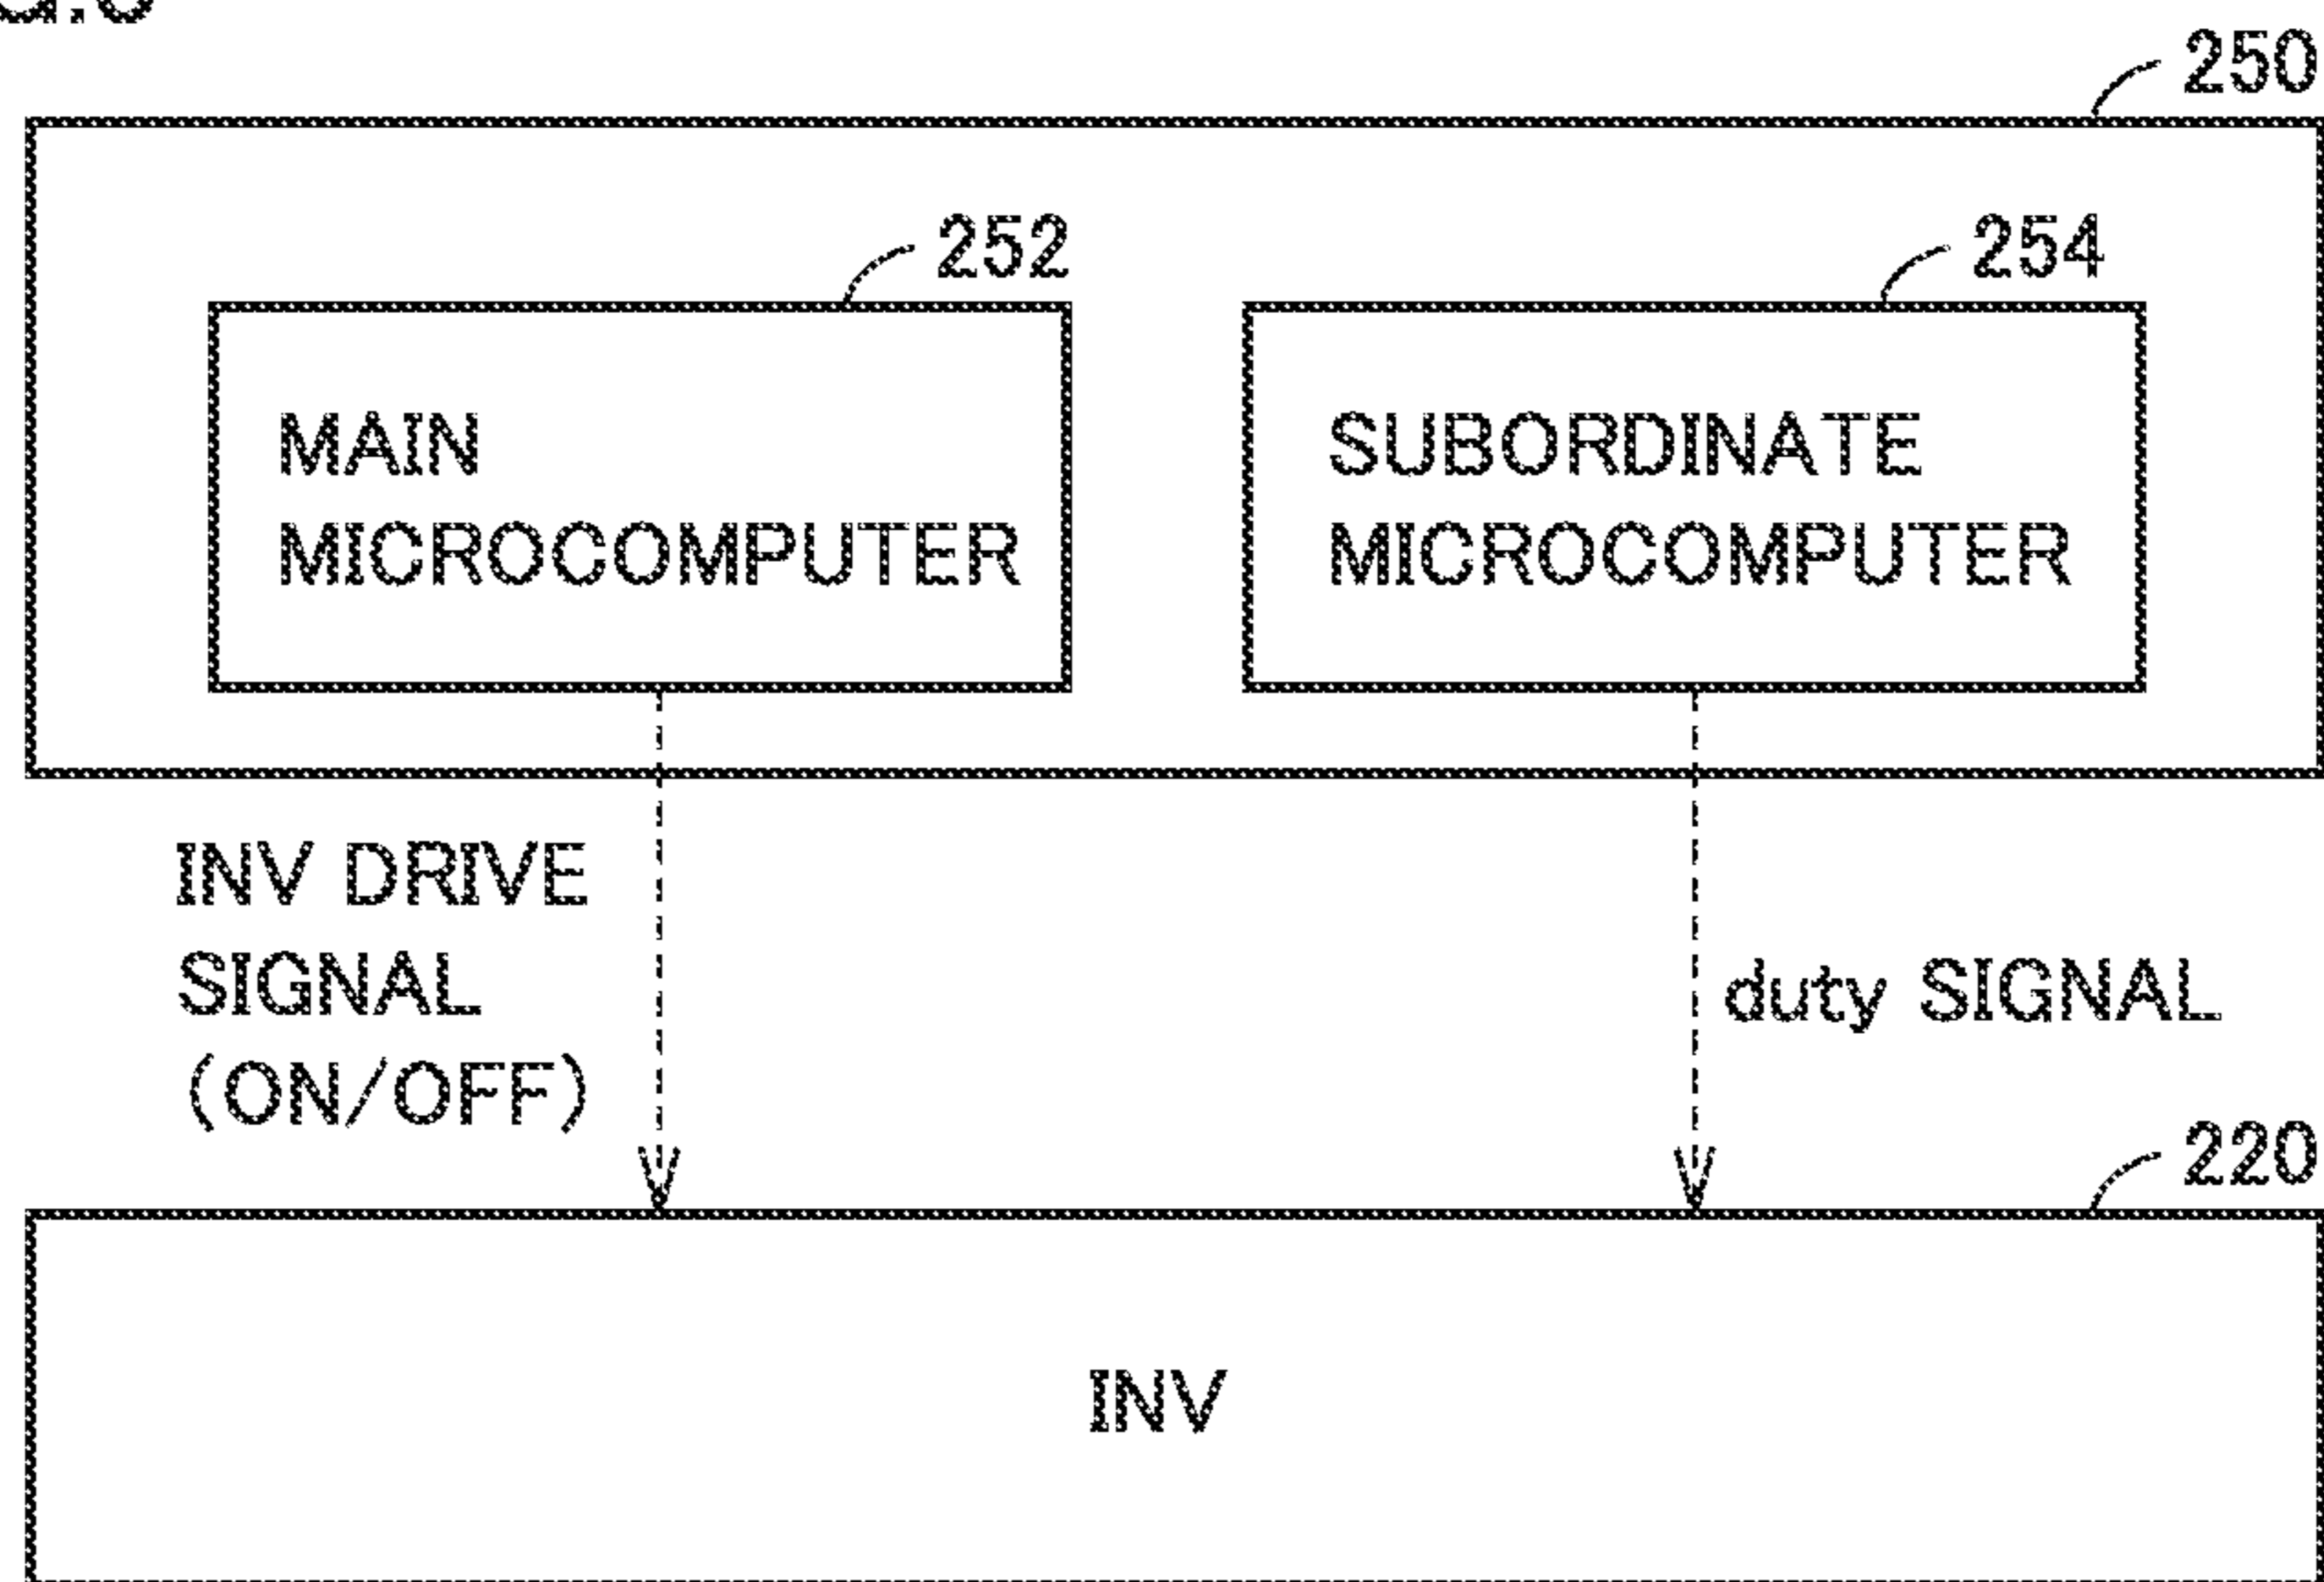 250
252
254
MAIN
MICROCOMPUTER
SUBORDINATE
MICROCOMPUTER
INV DRIVE
SIGNAL
(ON/OFF)
duty SIGNAL
220
INV